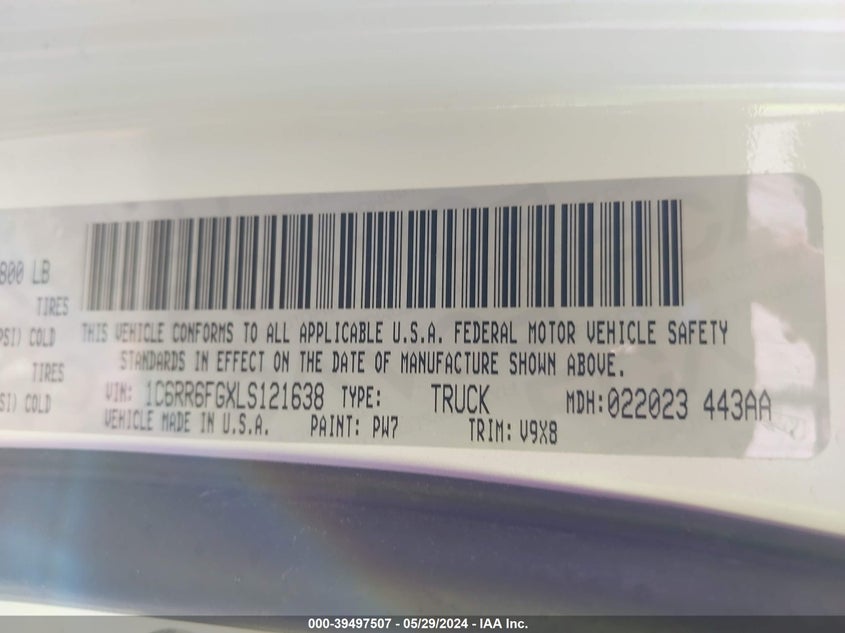 800 LB
TIRES
PSI) COLD
TIRES
SI) COLD
THIS VEHICLE CONFORMS TO ALL APPLICABLE U.S.A. FEDERAL MOTOR VEHICLE SAFETY
STANDARDS IN EFFECT ON THE DATE OF MANUFACTURE SHOWN ABOVE.
VIN: 1C6RR6FGXLS121638 TYPE: TRUCK MDH:022023 443AA
VEHICLE MADE IN U.S.A. PAINT: PW7 TRIM: V9X8
000-39497507 - 05/29/2024 - IAA Inc.